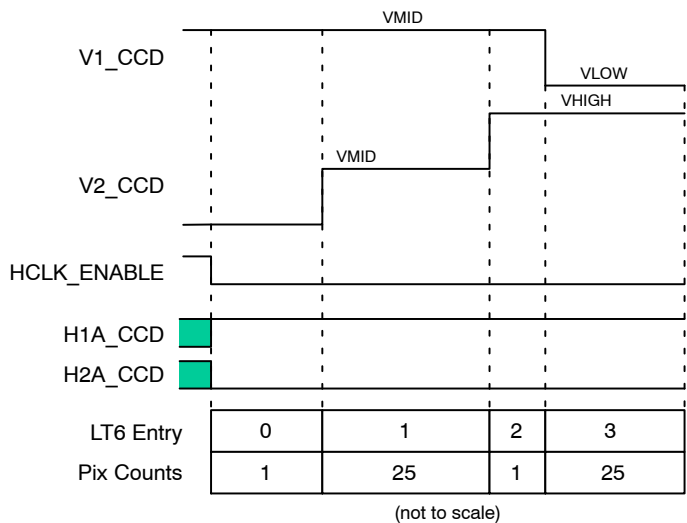 VMID
V1_CCD
VLOW
VHIGH
VMID
V2_CCD
HCLK_ENABLE
H1A_CCD
H2A_CCD
LT6 Entry 0 1 2 3
Pix Counts 1 25 1 25
(not to scale)